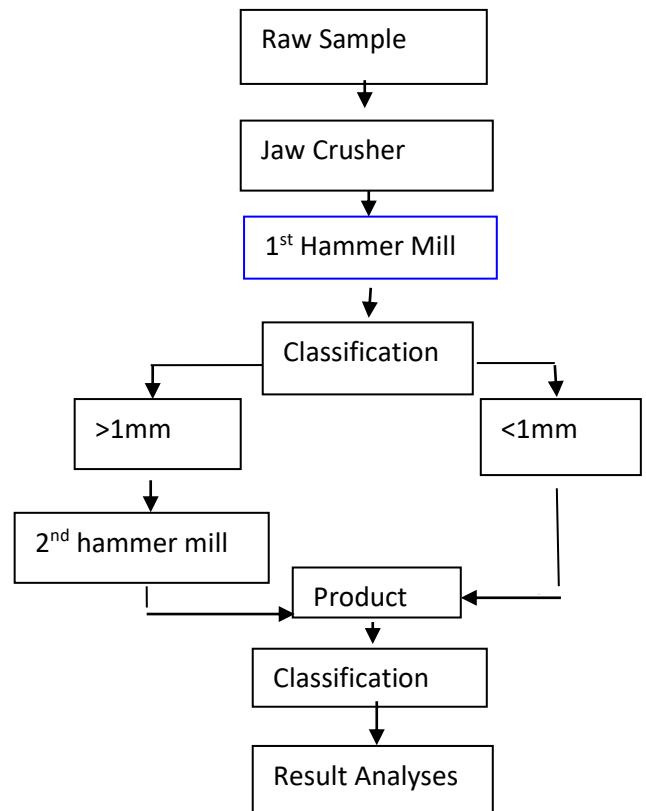 Raw Sample
Jaw Crusher
1st Hammer Mill
Classification
>1mm
<1mm
2nd hammer mill
Product
Classification
Result Analyses